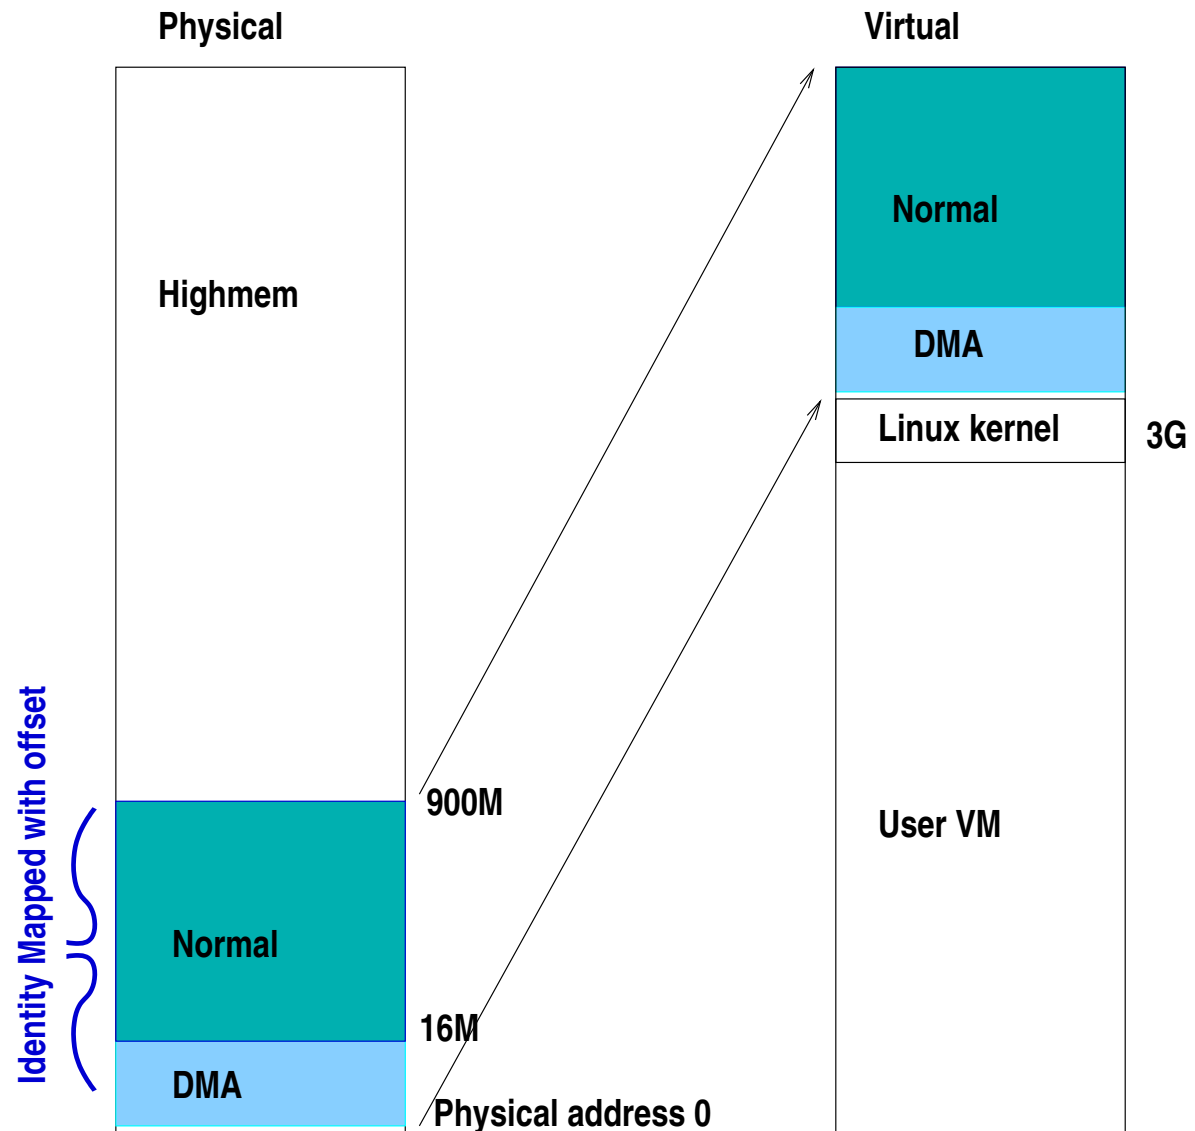 Physical
Virtual
Normal
Highmem
DMA
Linux kernel
3G
Identity Mapped with offset
900M
User VM
Normal
16M
DMA
Physical address 0